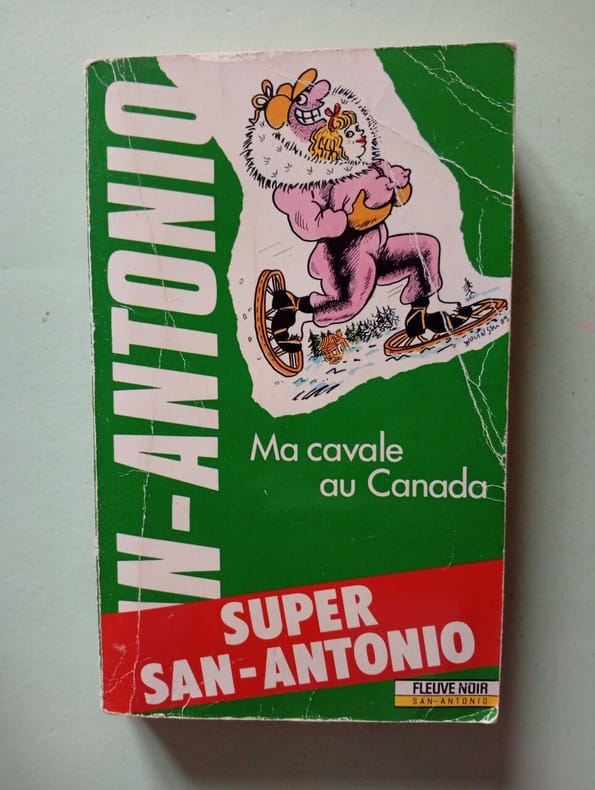 N-ANTONIO
Ma cavale
au Canada
SUPER
SAN-ANTONIO
FLEUVE NOIR
SAN-ANTONIO